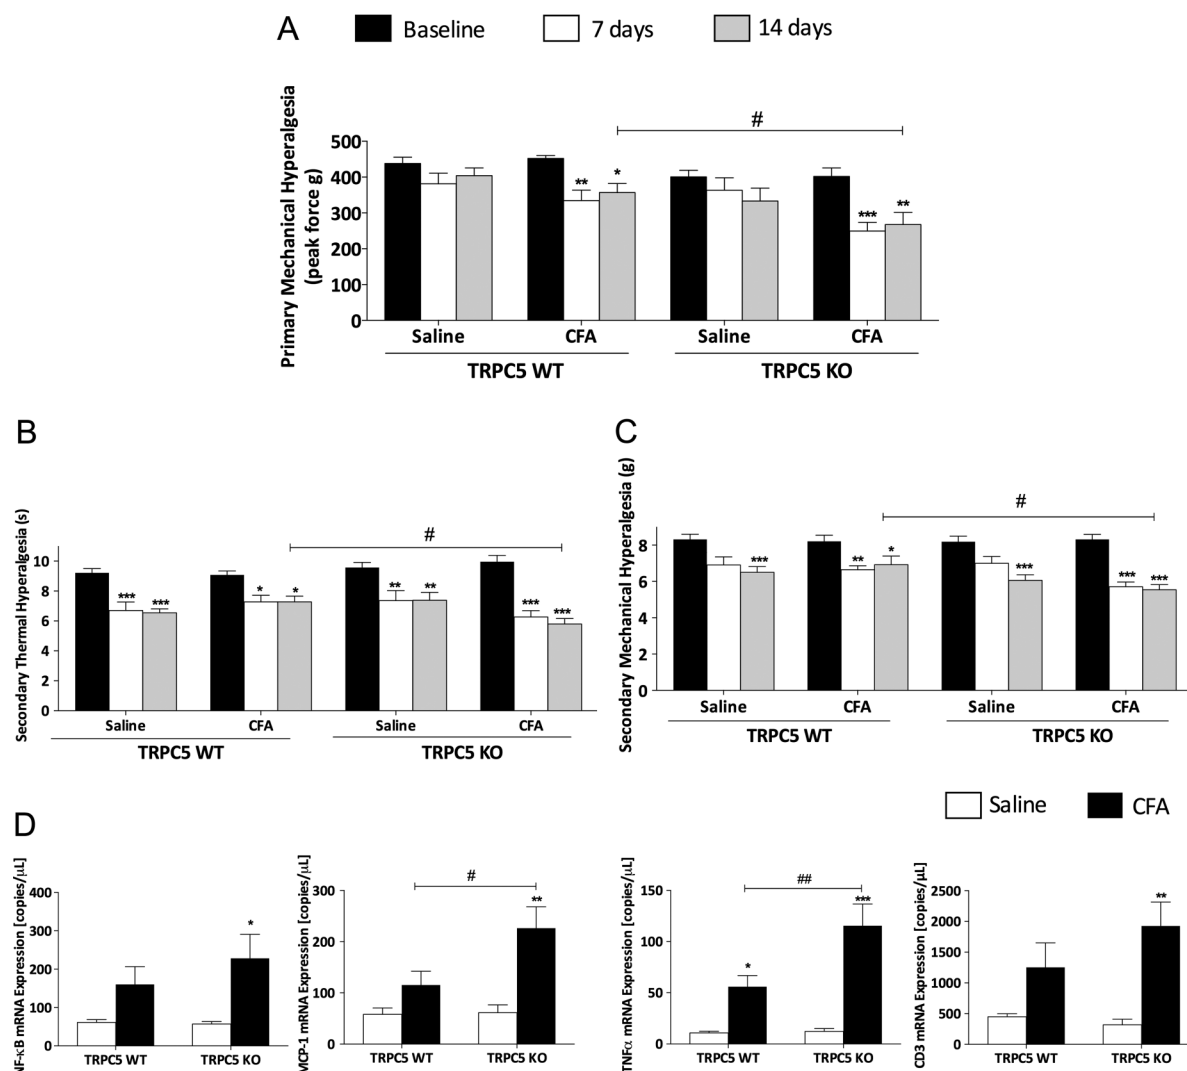 A
Baseline
7 days
14 days
Primary Mechanical Hyperalgesia
(peak force g)
#
500
400
300
200
100
0
**
*
***
**
Saline
CFA
Saline
CFA
TRPC5 WT
TRPC5 KO
B
Secondary Thermal Hyperalgesia (s)
#
10
8
6
4
2
0
***
***
*
*
**
**
***
***
Saline
CFA
Saline
CFA
TRPC5 WT
TRPC5 KO
C
Secondary Mechanical Hyperalgesia (g)
#
8
6
4
2
0
***
**
*
***
***
***
Saline
CFA
Saline
CFA
TRPC5 WT
TRPC5 KO
Saline
CFA
D
NF-κB mRNA Expression [copies/μL]
400
300
200
100
0
*
TRPC5 WT
TRPC5 KO
MCP-1 mRNA Expression [copies/μL]
300
200
100
0
#
**
TRPC5 WT
TRPC5 KO
TNFα mRNA Expression [copies/μL]
150
100
50
0
##
*
***
TRPC5 WT
TRPC5 KO
CD3 mRNA Expression [copies/μL]
2500
2000
1500
1000
500
0
**
TRPC5 WT
TRPC5 KO